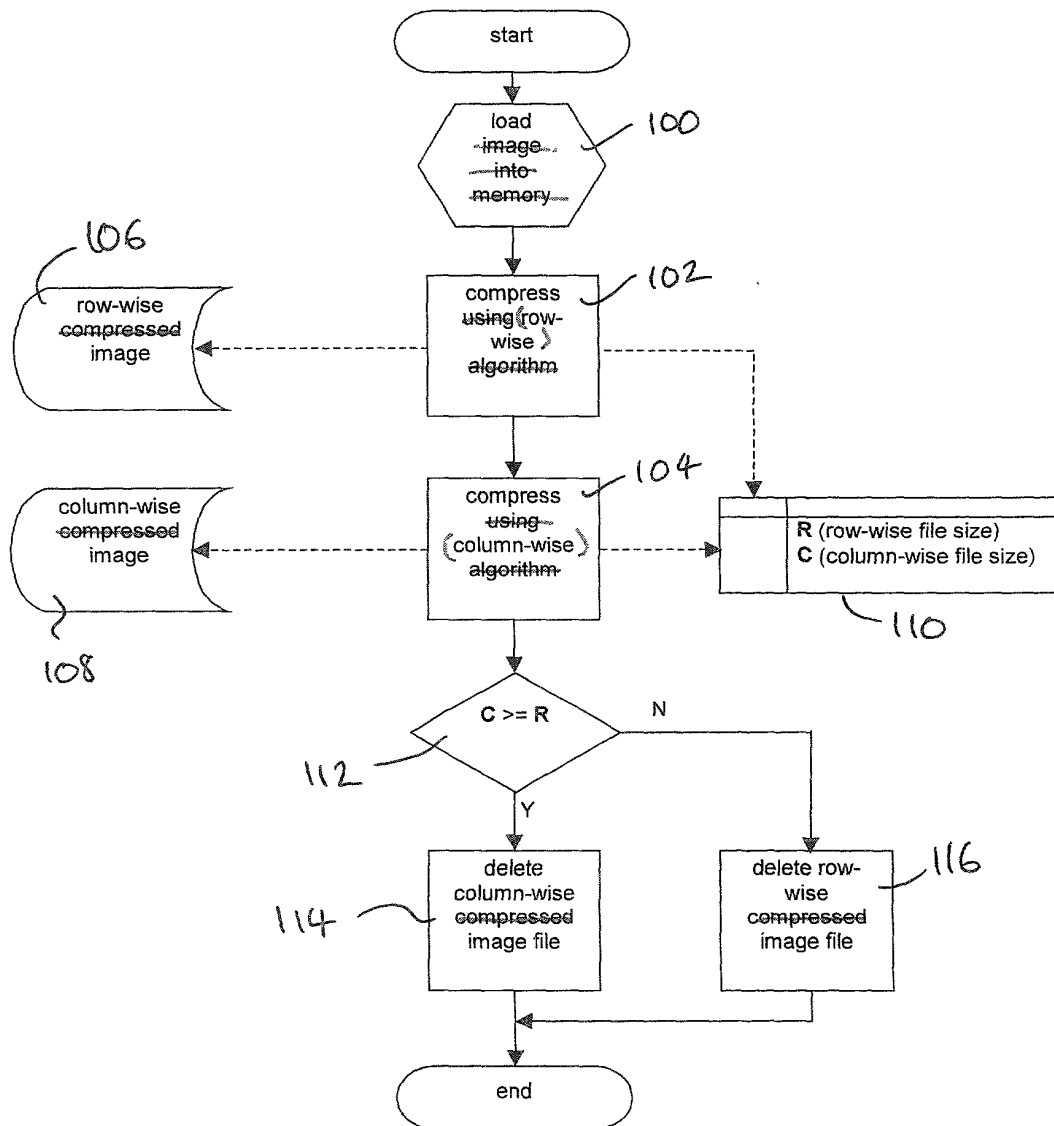 start
load
image
into
memory
100
106
row-wise
compressed
image
compress
using (row-
wise )
algorithm
102
column-wise
compressed
image
108
compress
using
( column-wise )
algorithm
104
R (row-wise file size)
C (column-wise file size)
110
C >= R
N
112
Y
delete
column-wise
compressed
image file
114
delete row-
wise
compressed
image file
116
end